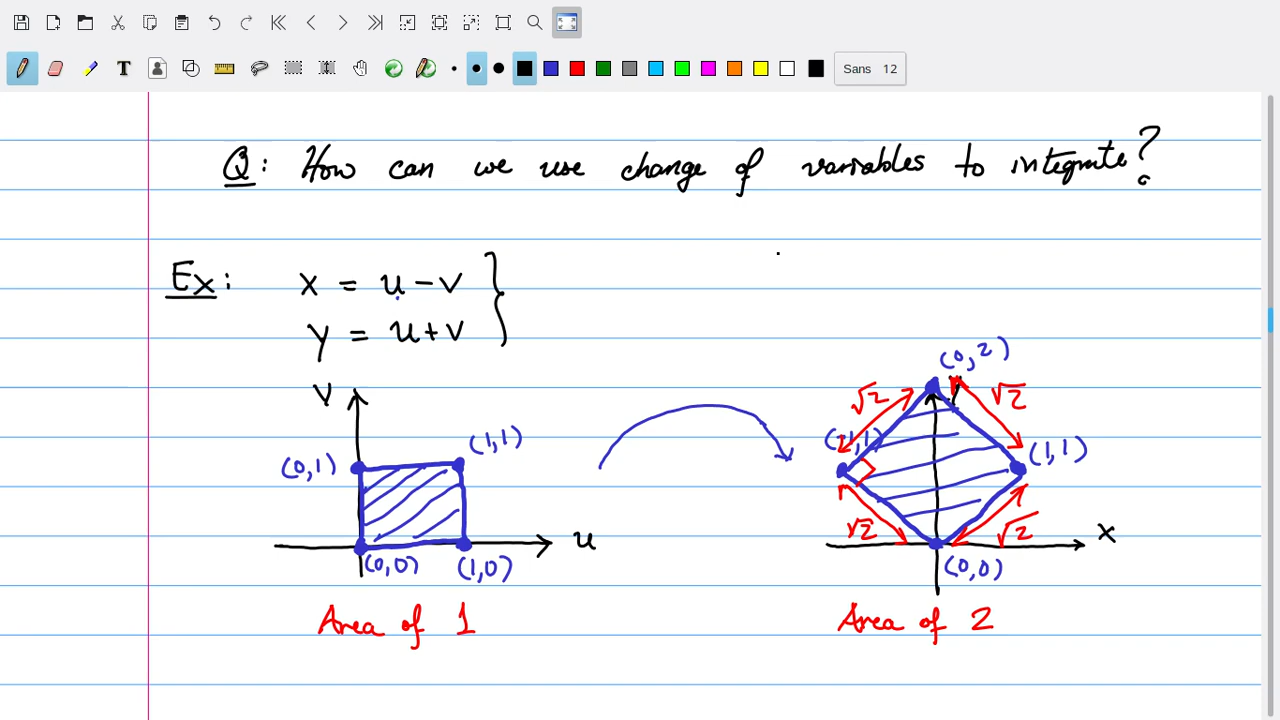 Sans 12
Q: How can we use change of variables to integrate?
Ex: x = u - v
y = u + v
v
(0,1)
(1,1)
(0,0)
(1,0)
u
Area of 1
(0,2)
√2
√2
y
(-1,1)
(1,1)
√2
√2
x
(0,0)
Area of 2